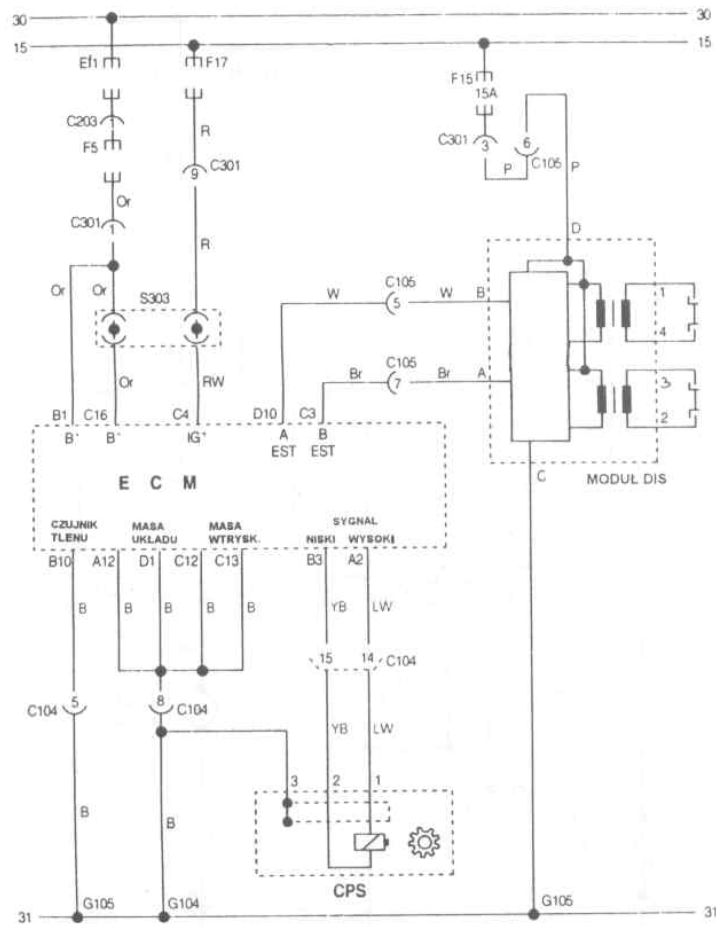 30 30
15 15
Ef1 F17
F15
15A
C203
F5 R
C301 3 6 C105
9 C301 P P
Or
C301 1 R D
Or Or S303
C105
W 5 W B 1
4
C105
Or RW Br 7 Br A 3
2
B1 C16 C4 D10 C3
B+ B+ IG+ A B
EST EST
C
MODUŁ DIS
E C M
CZUJNIK TLENU
MASA UKŁADU
MASA WTRYSK.
SYGNAŁ
NISKI WYSOKI
B10 A12 D1 C12 C13 B3 A2
B B B B B YB LW
15 14 C104
C104 5 8 C104
YB LW
3 2 1
B B
CPS
G105 G104 G105
31 31